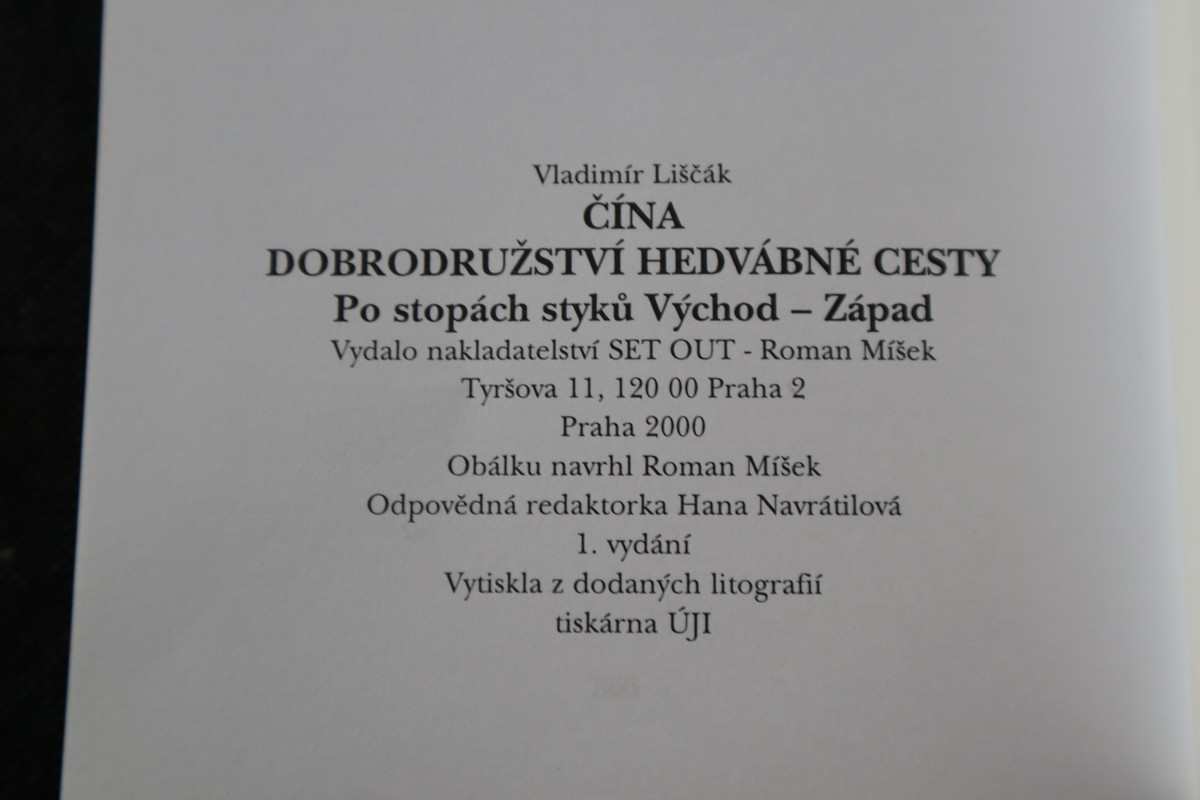 Vladimír Liščák
ČÍNA
DOBRODRUŽSTVÍ HEDVÁBNÉ CESTY
Po stopách styků Východ – Západ
Vydalo nakladatelství SET OUT - Roman Míšek
Tyršova 11, 120 00 Praha 2
Praha 2000
Obálku navrhl Roman Míšek
Odpovědná redaktorka Hana Navrátilová
1. vydání
Vytiskla z dodaných litografií
tiskárna ÚJI